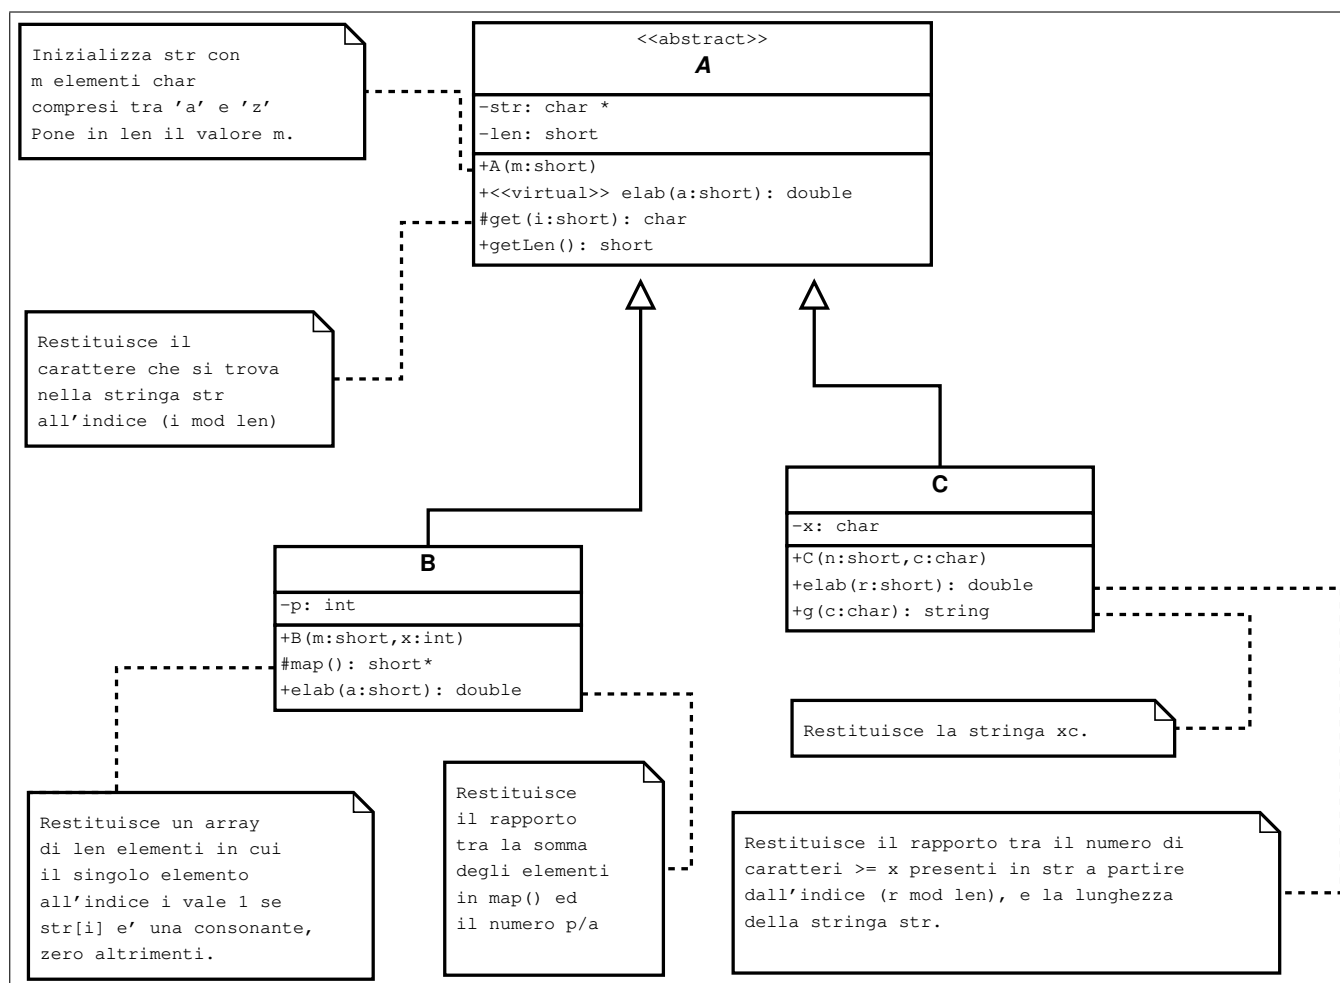 Inizializza str con
m elementi char
compresi tra 'a' e 'z'
Pone in len il valore m.
<<abstract>>
A
-str: char *
-len: short
+A(m:short)
+<<virtual>> elab(a:short): double
#get(i:short): char
+getLen(): short
Restituisce il
carattere che si trova
nella stringa str
all'indice (i mod len)
C
-x: char
+C(n:short,c:char)
+elab(r:short): double
+g(c:char): string
B
-p: int
+B(m:short,x:int)
#map(): short*
+elab(a:short): double
Restituisce la stringa xc.
Restituisce un array
di len elementi in cui
il singolo elemento
all'indice i vale 1 se
str[i] e' una consonante,
zero altrimenti.
Restituisce
il rapporto
tra la somma
degli elementi
in map() ed
il numero p/a
Restituisce il rapporto tra il numero di
caratteri >= x presenti in str a partire
dall'indice (r mod len), e la lunghezza
della stringa str.